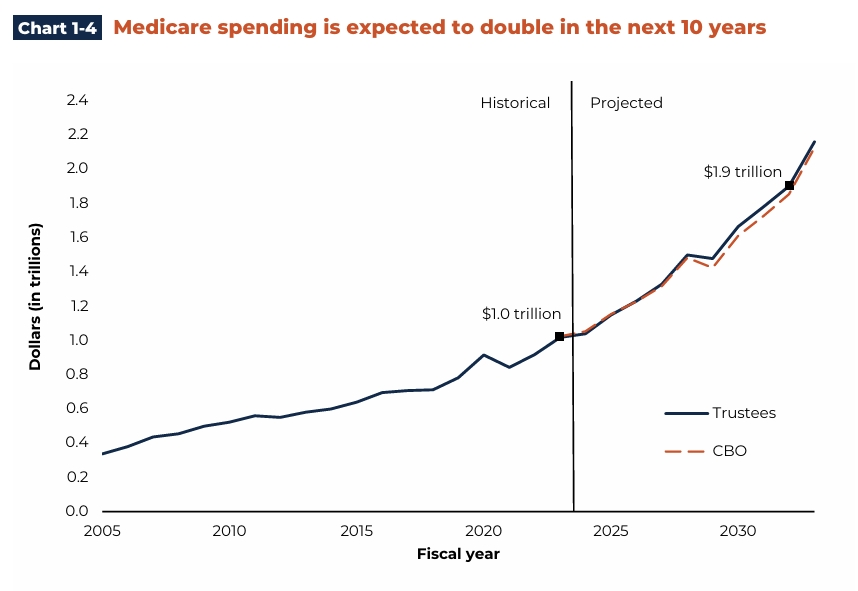 Chart 1-4 Medicare spending is expected to double in the next 10 years
2.4
2.2
2.0
1.8
1.6
1.4
1.2
1.0
0.8
0.6
0.4
0.2
0.0
Dollars (in trillions)
Historical Projected
$1.9 trillion
$1.0 trillion
Trustees
CBO
2005 2010 2015 2020 2025 2030
Fiscal year